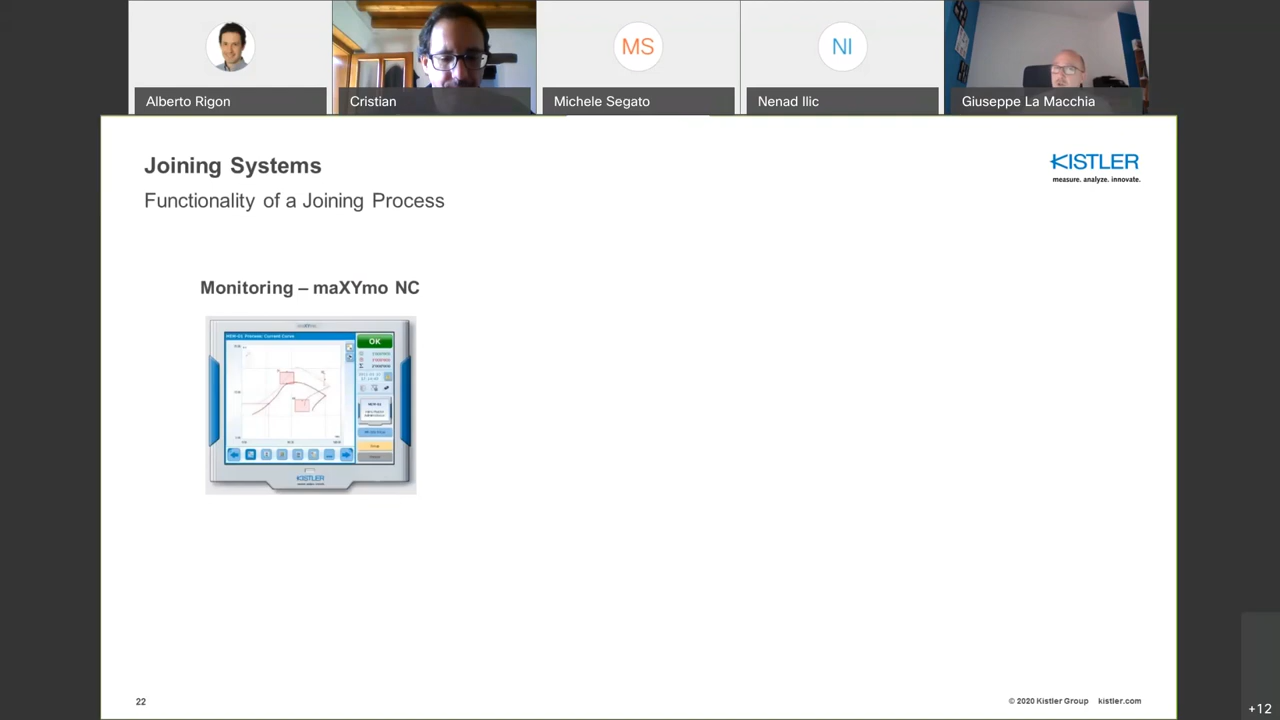 MS
NI
Alberto Rigon
Cristian
Michele Segato
Nenad Ilic
Giuseppe La Macchia
Joining Systems
KISTLER
measure. analyze. innovate.
Functionality of a Joining Process
Monitoring – maXYmo NC
OK
KISTLER
22
© 2020 Kistler Group
kistler.com
+12